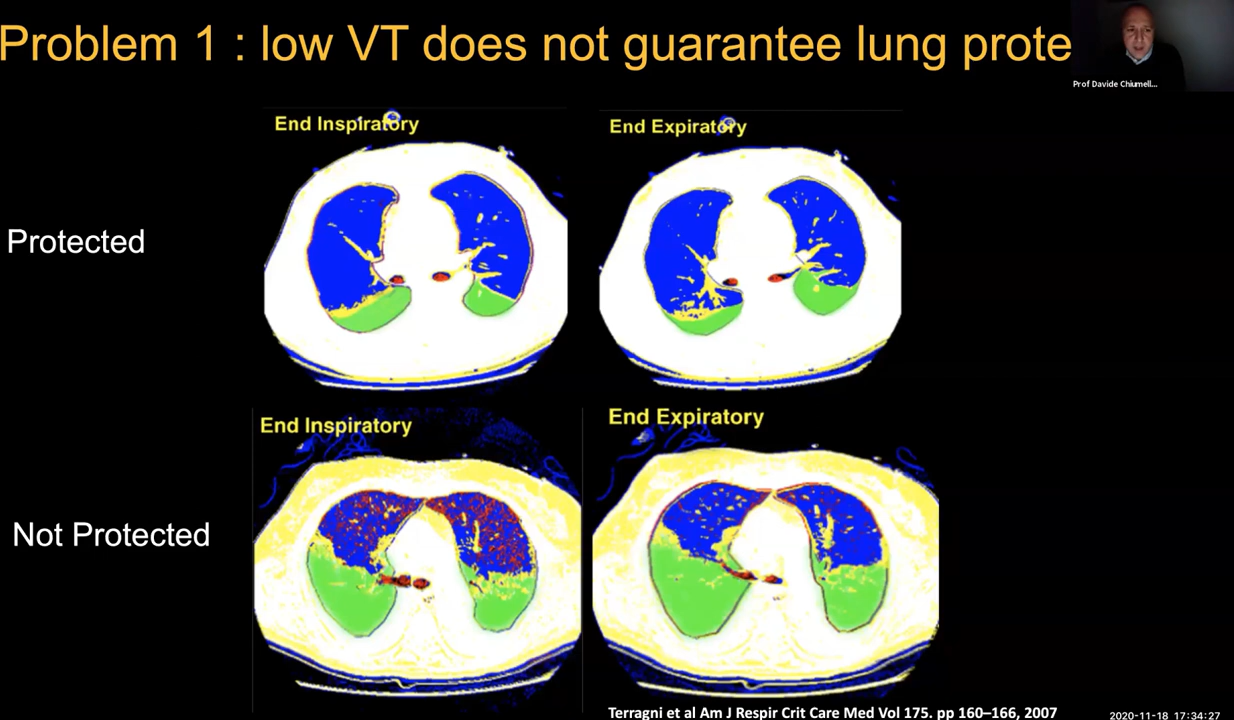 Problem 1 : low VT does not guarantee lung prote
Prof Davide Chiumell...
End Inspiratory
End Expiratory
Protected
End Inspiratory
End Expiratory
Not Protected
Terragni et al Am J Respir Crit Care Med Vol 175. pp 160–166, 2007
2020-11-18 17:34:27